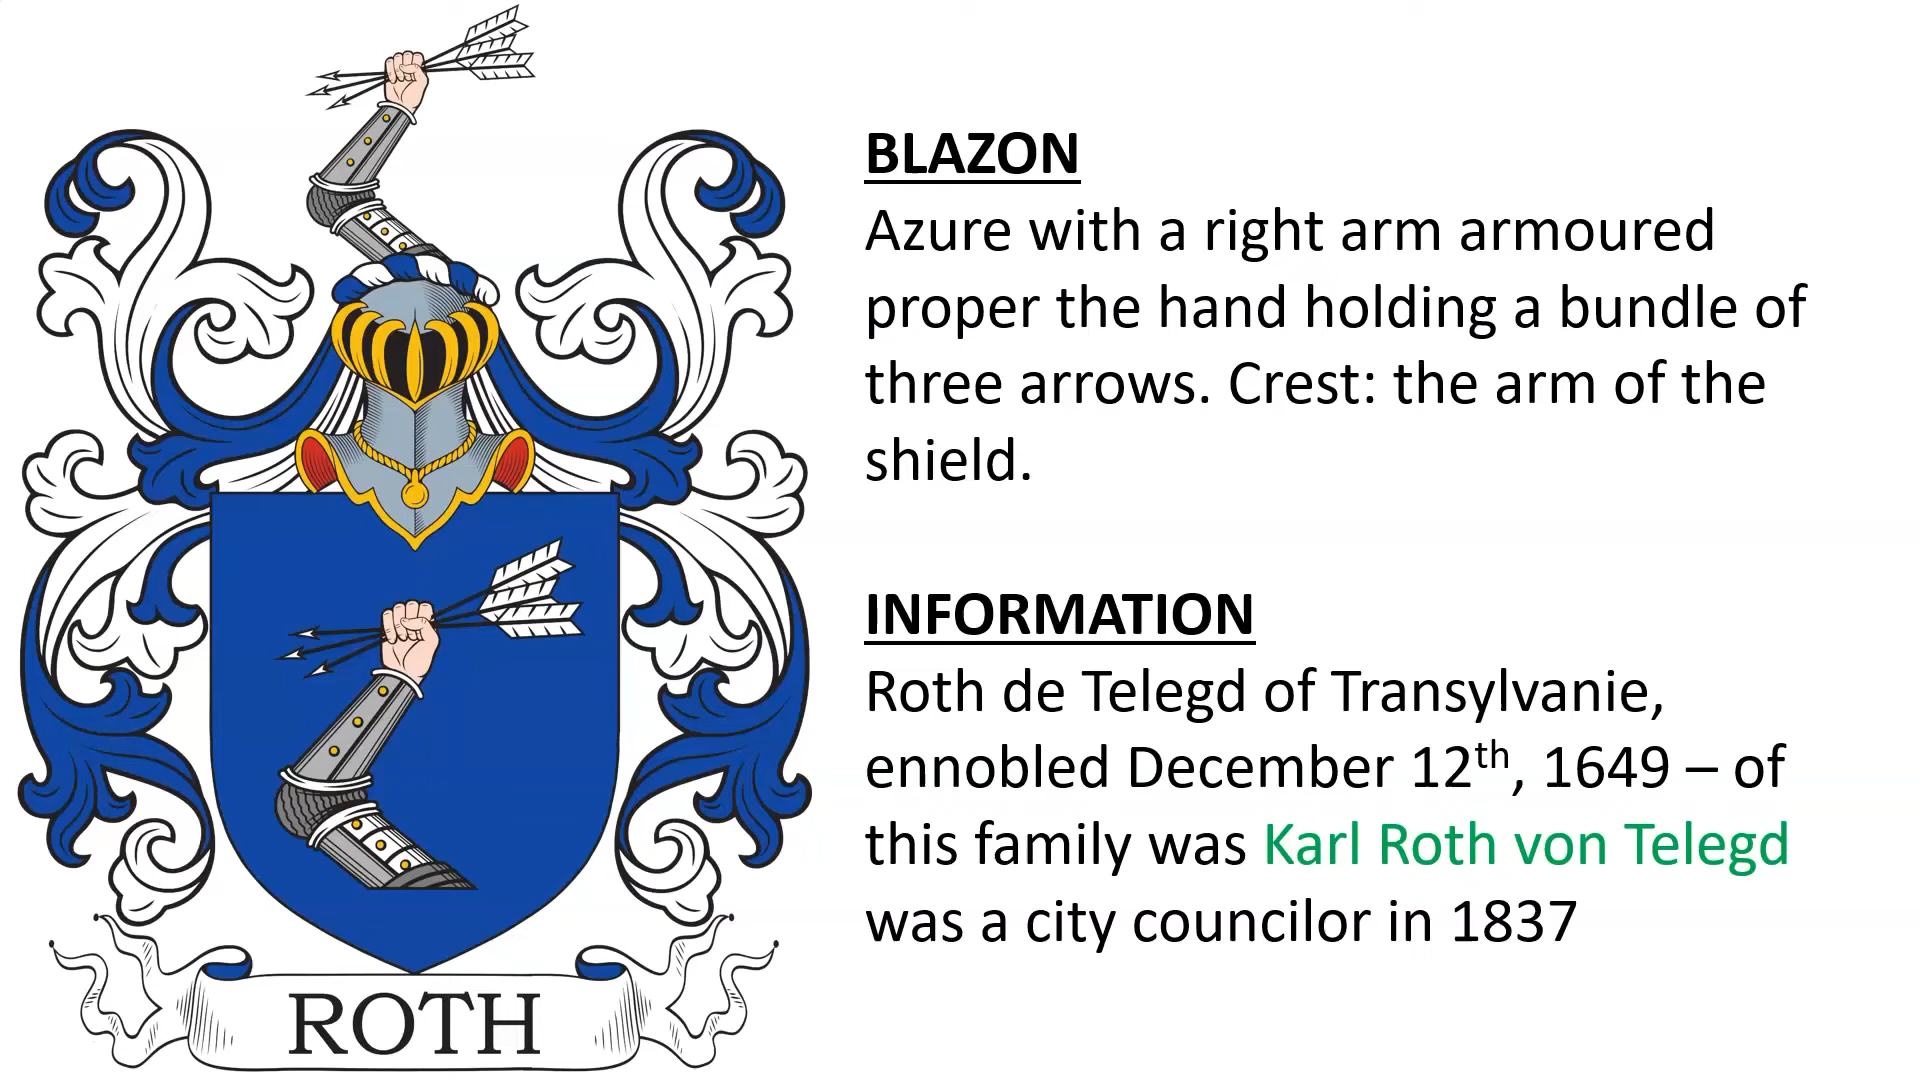 BLAZON
Azure with a right arm armoured
proper the hand holding a bundle of
three arrows. Crest: the arm of the
shield.
INFORMATION
Roth de Telegd of Transylvanie,
ennobled December 12th, 1649 – of
this family was Karl Roth von Telegd
was a city councilor in 1837
ROTH